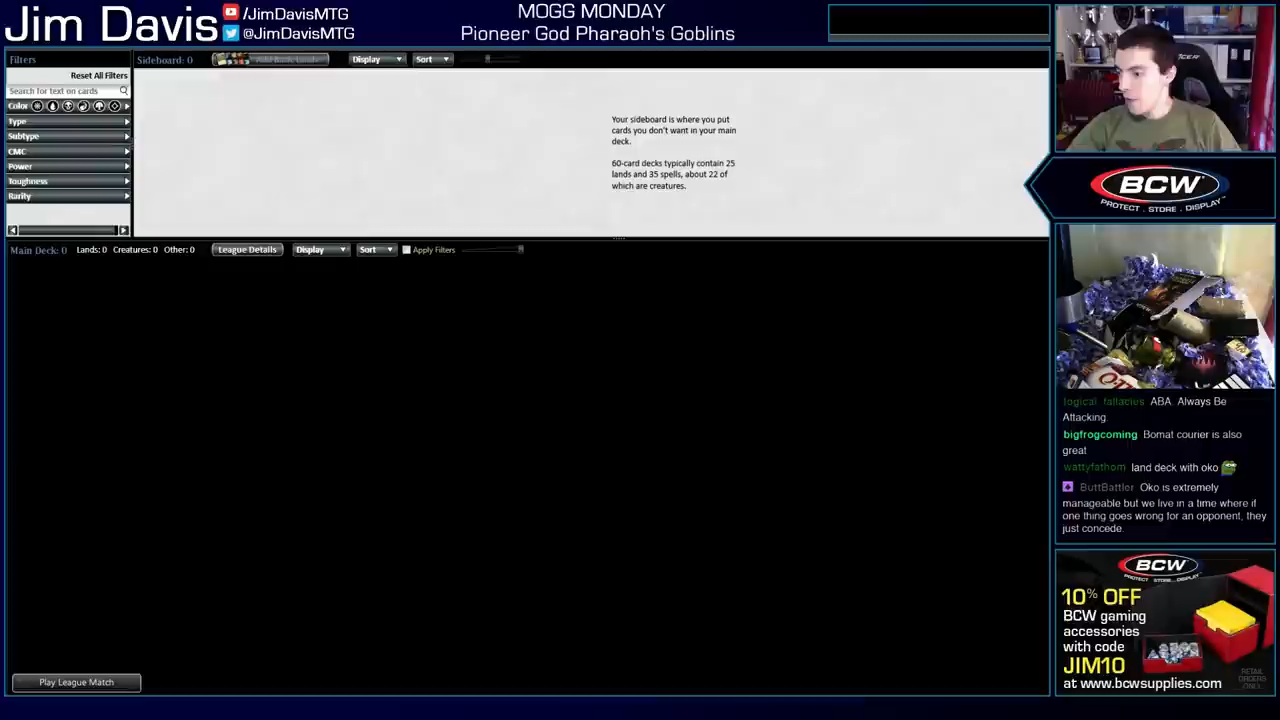 Jim Davis
/JimDavisMTG
@JimDavisMTG
MOGG MONDAY
Pioneer God Pharaoh's Goblins
Filters
Reset All Filters
Search for text on cards
Color
Type
Subtype
CMC
Power
Toughness
Rarity
Sideboard: 0
Display
Sort
Your sideboard is where you put
cards you don't want in your main
deck.
60-card decks typically contain 25
lands and 35 spells, about 22 of
which are creatures.
Main Deck: 0 Lands: 0 Creatures: 0 Other: 0
League Details
Display
Sort
Apply Filters
Play League Match
BCW
PROTECT . STORE . DISPLAY
logical fallacies ABA. Always Be
Attacking.
bigfrogcoming Bomat courier is also
great
wattyfathom land deck with oko
ButtBattler Oko is extremely
manageable but we live in a time where if
one thing goes wrong for an opponent, they
just concede.
BCW
PROTECT STORE DISPLAY
10% OFF
BCW gaming
accessories
with code
JIM10
at www.bcwsupplies.com
RETAIL
ORDERS
ONLY